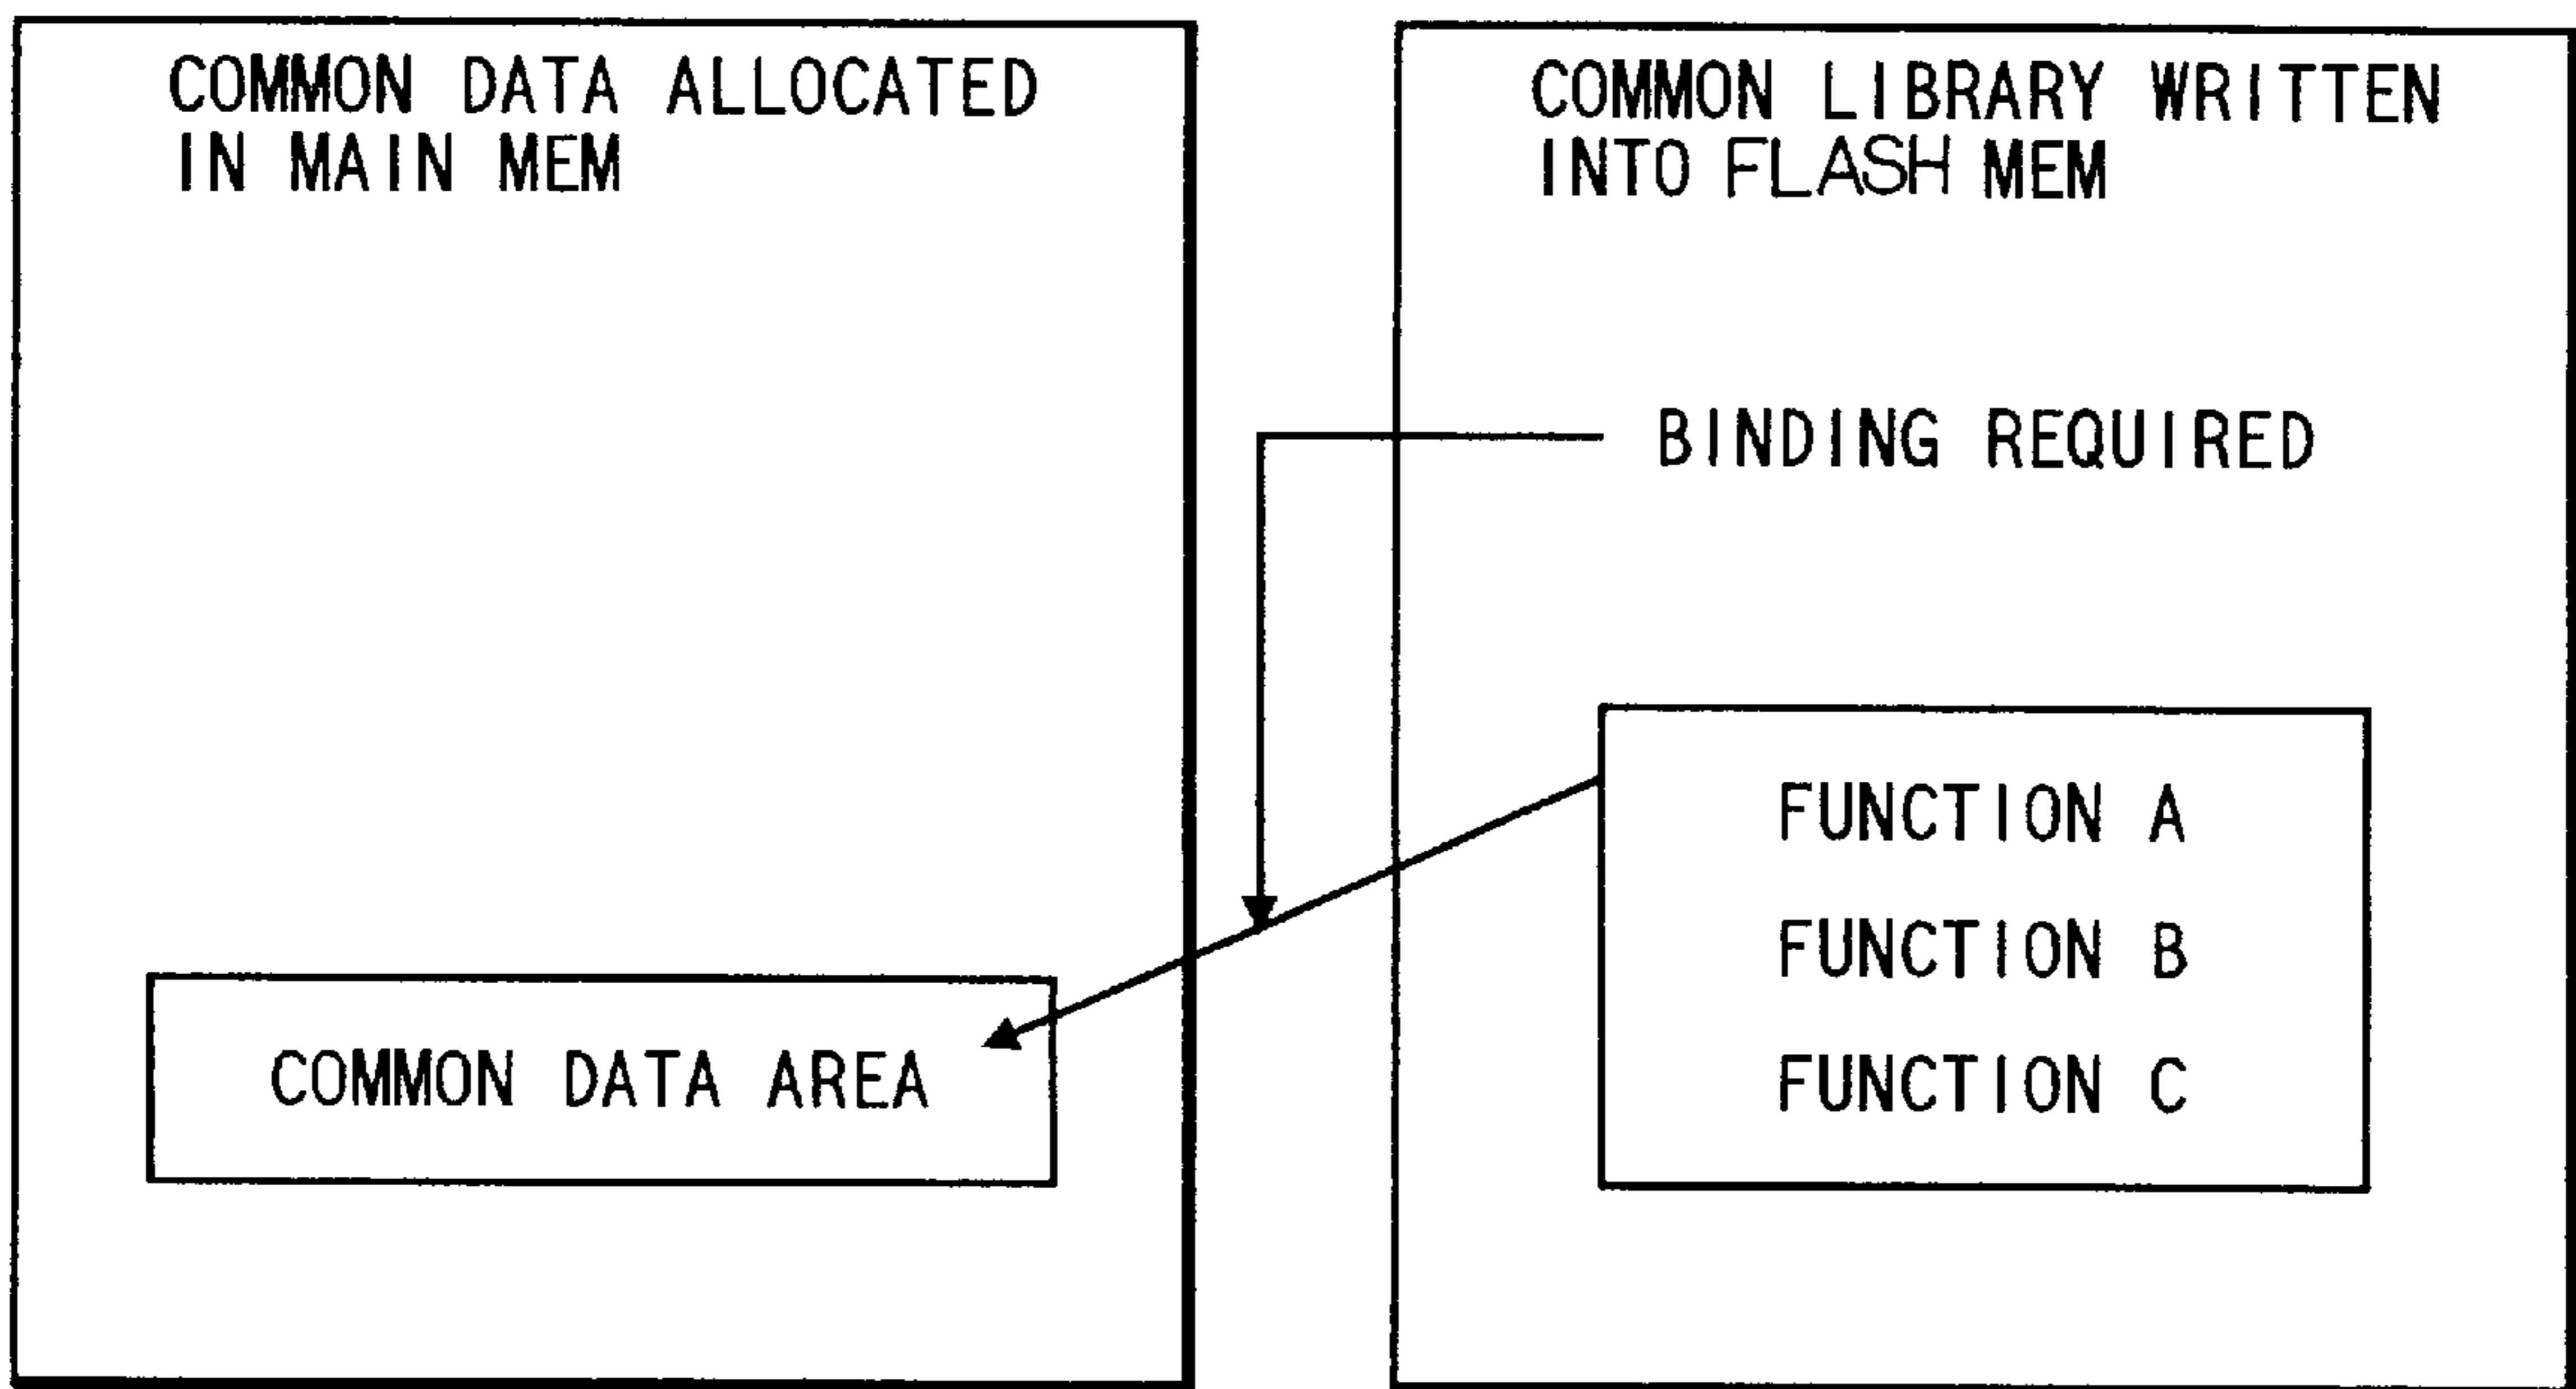 COMMON DATA ALLOCATED
IN MAIN MEM
COMMON DATA AREA
COMMON LIBRARY WRITTEN
INTO FLASH MEM
BINDING REQUIRED
FUNCTION A
FUNCTION B
FUNCTION C